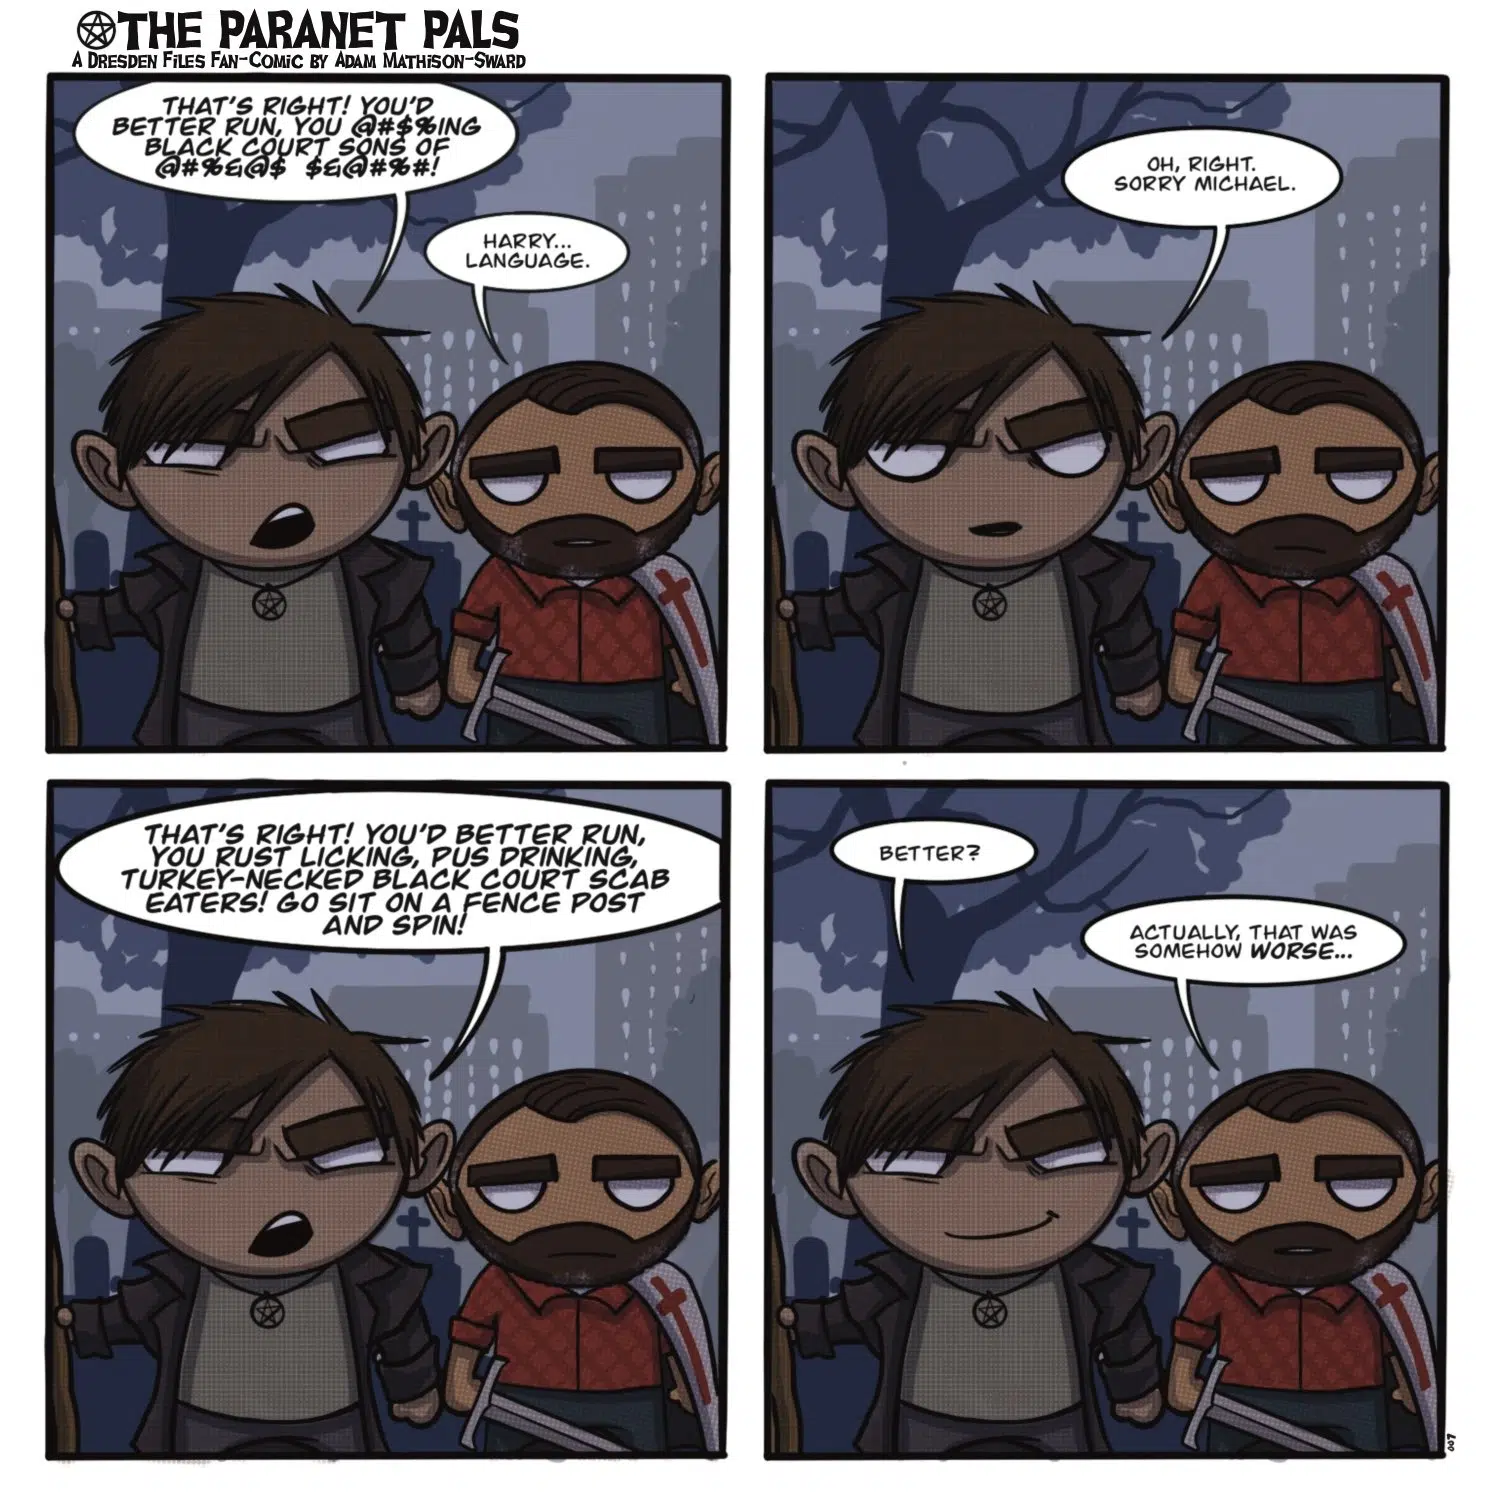 THE PARANET PALS
A DRESDEN FILES FAN-COMIC BY ADAM MATHISON-SWARD
THAT'S RIGHT! YOU'D
BETTER RUN, YOU @#$%ING
BLACK COURT SONS OF
@#%&@$ $&@#%#!
HARRY...
LANGUAGE.
OH, RIGHT.
SORRY MICHAEL.
THAT'S RIGHT! YOU'D BETTER RUN,
YOU RUST LICKING, PUS DRINKING,
TURKEY-NECKED BLACK COURT SCAB
EATERS! GO SIT ON A FENCE POST
AND SPIN!
BETTER?
ACTUALLY, THAT WAS
SOMEHOW WORSE...
007